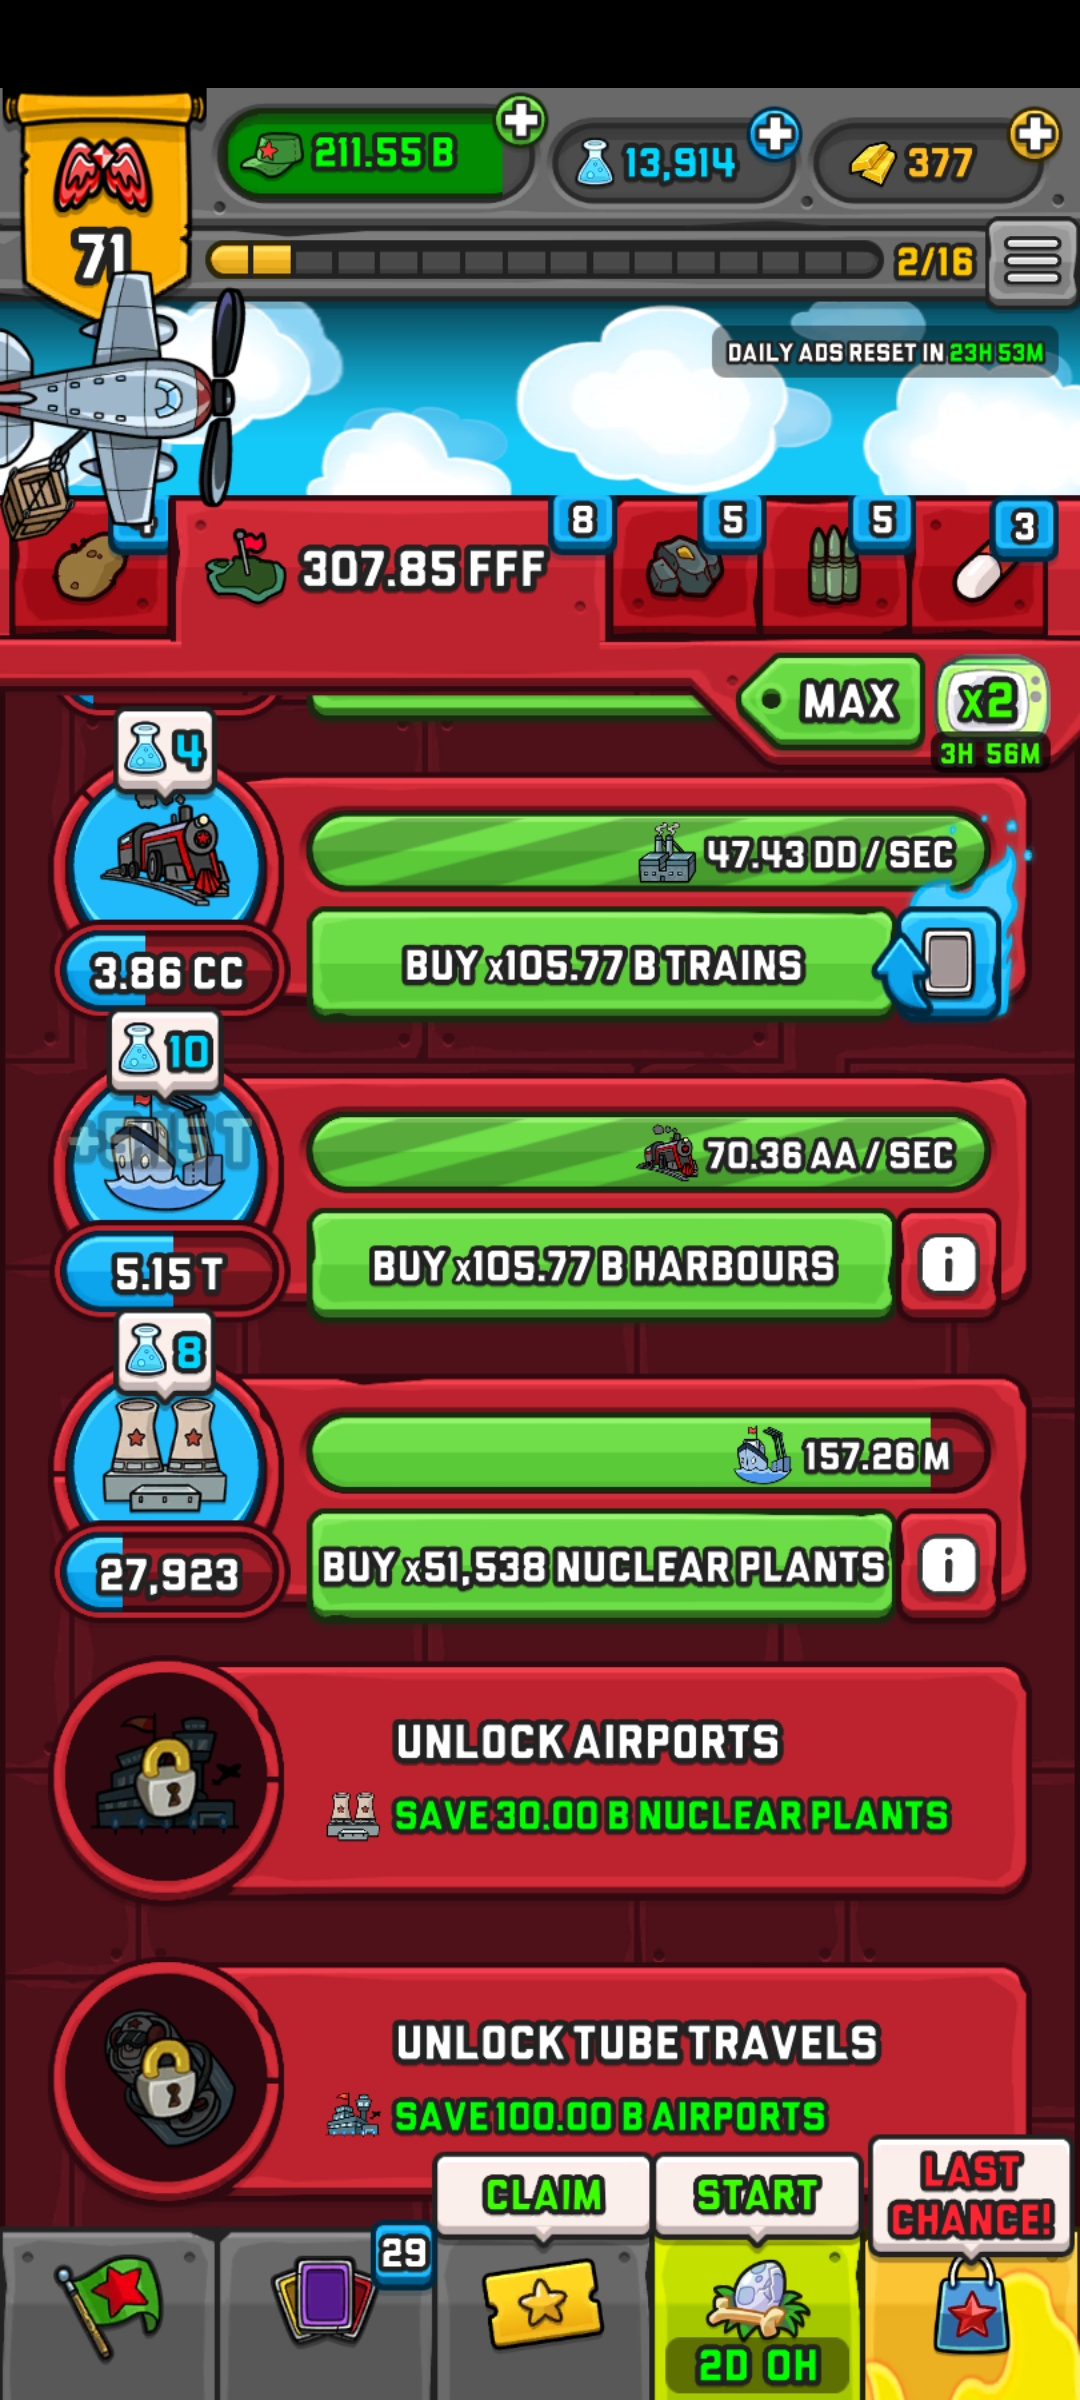 211.55 B
13,914
377
71
2/16
DAILY ADS RESET IN 23H 53M
307.85 FFF
8
5
5
3
MAX
x2
3H 56M
4
47.43 DD / SEC
3.86 CC
BUY x105.77 B TRAINS
10
70.36 AA / SEC
5.15 T
BUY x105.77 B HARBOURS
i
8
157.26 M
27,923
BUY x51,538 NUCLEAR PLANTS
i
UNLOCK AIRPORTS
SAVE 30.00 B NUCLEAR PLANTS
UNLOCK TUBE TRAVELS
SAVE 100.00 B AIRPORTS
CLAIM
START
LAST
CHANCE!
29
2D 0H